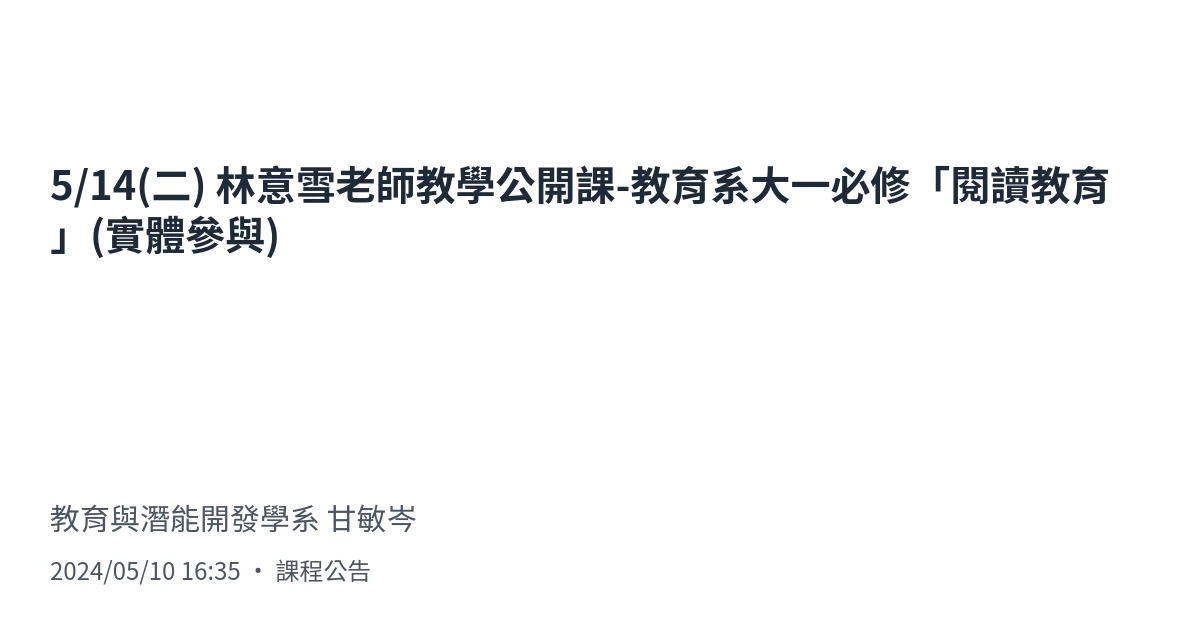 5/14(二) 林意雪老師教學公開課-教育系大一必修「閱讀教育
」(實體參與)
教育與潛能開發學系 甘敏岑
2024/05/10 16:35 ・ 課程公告